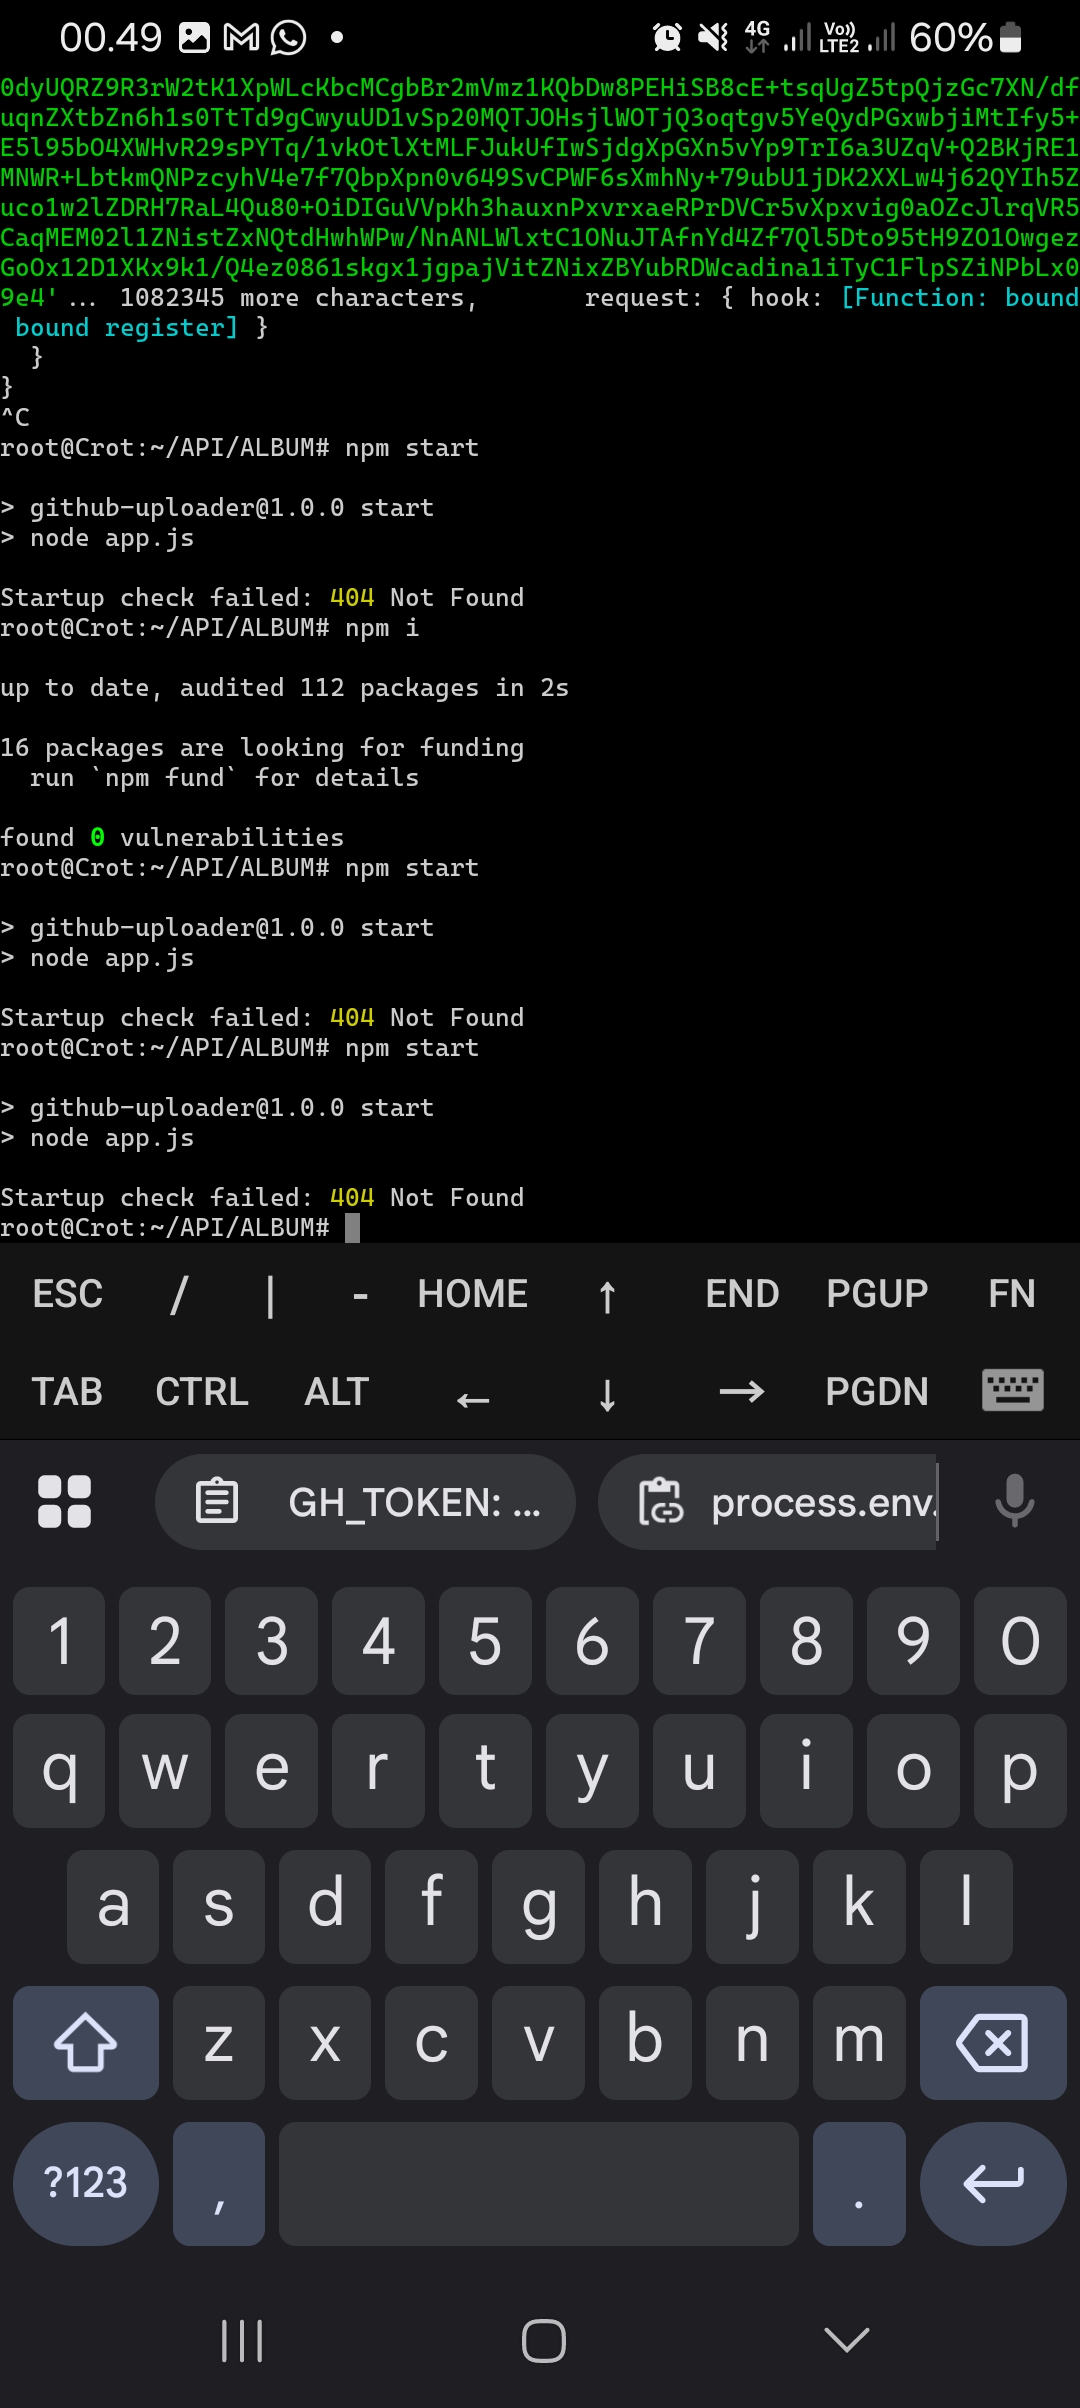 00.49 4G Vo)) LTE2 60%
0dyUQRZ9R3rW2tK1XpWLcKbcMCgbBr2mVmz1KQbDw8PEHiSB8cE+tsqUgZ5tpQjzGc7XN/df
uqnZXtbZn6h1s0TtTd9gCwyuUD1vSp20MQTJOHsjlWOTjQ3oqtgv5YeQydPGxwbjiMtIfy5+
E5l95bO4XWHvR29sPYTq/1vkOtlXtMLFJukUfIwSjdgXpGXn5vYp9TrI6a3UZqV+Q2BKjRE1
MNWR+LbtkmQNPzcyhV4e7f7QbpXpn0v649SvCPWF6sXmhNy+79ubU1jDK2XXLw4j62QYIh5Z
uco1w2lZDRH7RaL4Qu80+OiDIGuVVpKh3hauxnPxvrxaeRPrDVCr5vXpxvig0aOZcJlrqVR5
CaqMEM02l1ZNistZxNQtdHwhWPw/NnANLWlxtC1ONuJTAfnYd4Zf7Ql5Dto95tH9ZO1Owgez
GoOx12D1XKx9k1/Q4ez0861skgx1jgpajVitZNixZBYubRDWcadina1iTyC1FlpSZiNPbLx0
9e4' ... 1082345 more characters, request: { hook: [Function: bound
bound register] }
}
}
^C
root@Crot:~/API/ALBUM# npm start
> github-uploader@1.0.0 start
> node app.js
Startup check failed: 404 Not Found
root@Crot:~/API/ALBUM# npm i
up to date, audited 112 packages in 2s
16 packages are looking for funding
run `npm fund` for details
found 0 vulnerabilities
root@Crot:~/API/ALBUM# npm start
> github-uploader@1.0.0 start
> node app.js
Startup check failed: 404 Not Found
root@Crot:~/API/ALBUM# npm start
> github-uploader@1.0.0 start
> node app.js
Startup check failed: 404 Not Found
root@Crot:~/API/ALBUM#
ESC / | - HOME ↑ END PGUP FN
TAB CTRL ALT ← ↓ → PGDN
GH_TOKEN: ... process.env.
1 2 3 4 5 6 7 8 9 0
q w e r t y u i o p
a s d f g h j k l
z x c v b n m
?123 , .